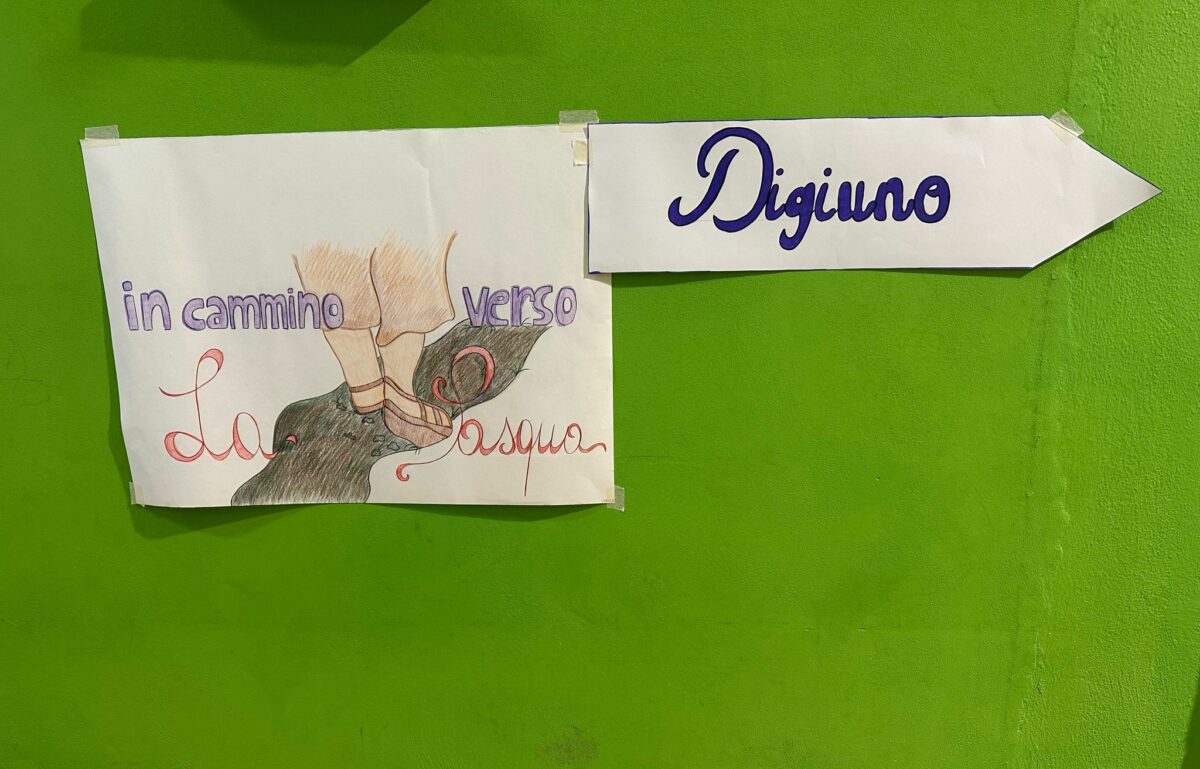 in cammino verso
La Pasqua
Digiuno